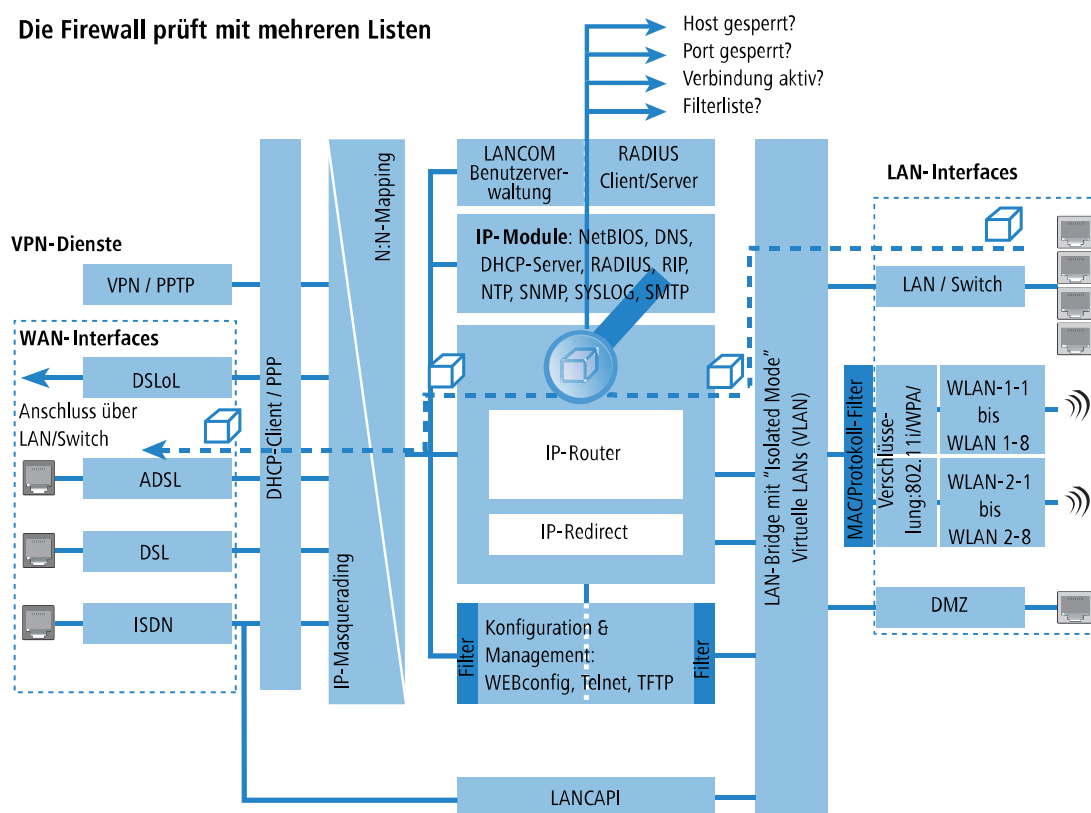 Die Firewall prüft mit mehreren Listen
Host gesperrt?
Port gesperrt?
Verbindung aktiv?
Filterliste?
VPN-Dienste
VPN / PPTP
WAN-Interfaces
DSLoL
Anschluss über
LAN/Switch
ADSL
DSL
ISDN
DHCP-Client / PPP
N:N-Mapping
IP-Masquerading
LANCOM
Benutzerver-
waltung
RADIUS
Client/Server
IP-Module: NetBIOS, DNS,
DHCP-Server, RADIUS, RIP,
NTP, SNMP, SYSLOG, SMTP
IP-Router
IP-Redirect
Filter
Konfiguration &
Management:
WEBconfig, Telnet, TFTP
Filter
LANCAPI
LAN-Bridge mit "Isolated Mode"
Virtuelle LANs (VLAN)
LAN-Interfaces
LAN / Switch
MAC/Protokoll-Filter
Verschlüsse-
lung:802.11i/WPA/
WLAN-1-1
bis
WLAN 1-8
WLAN-2-1
bis
WLAN 2-8
DMZ